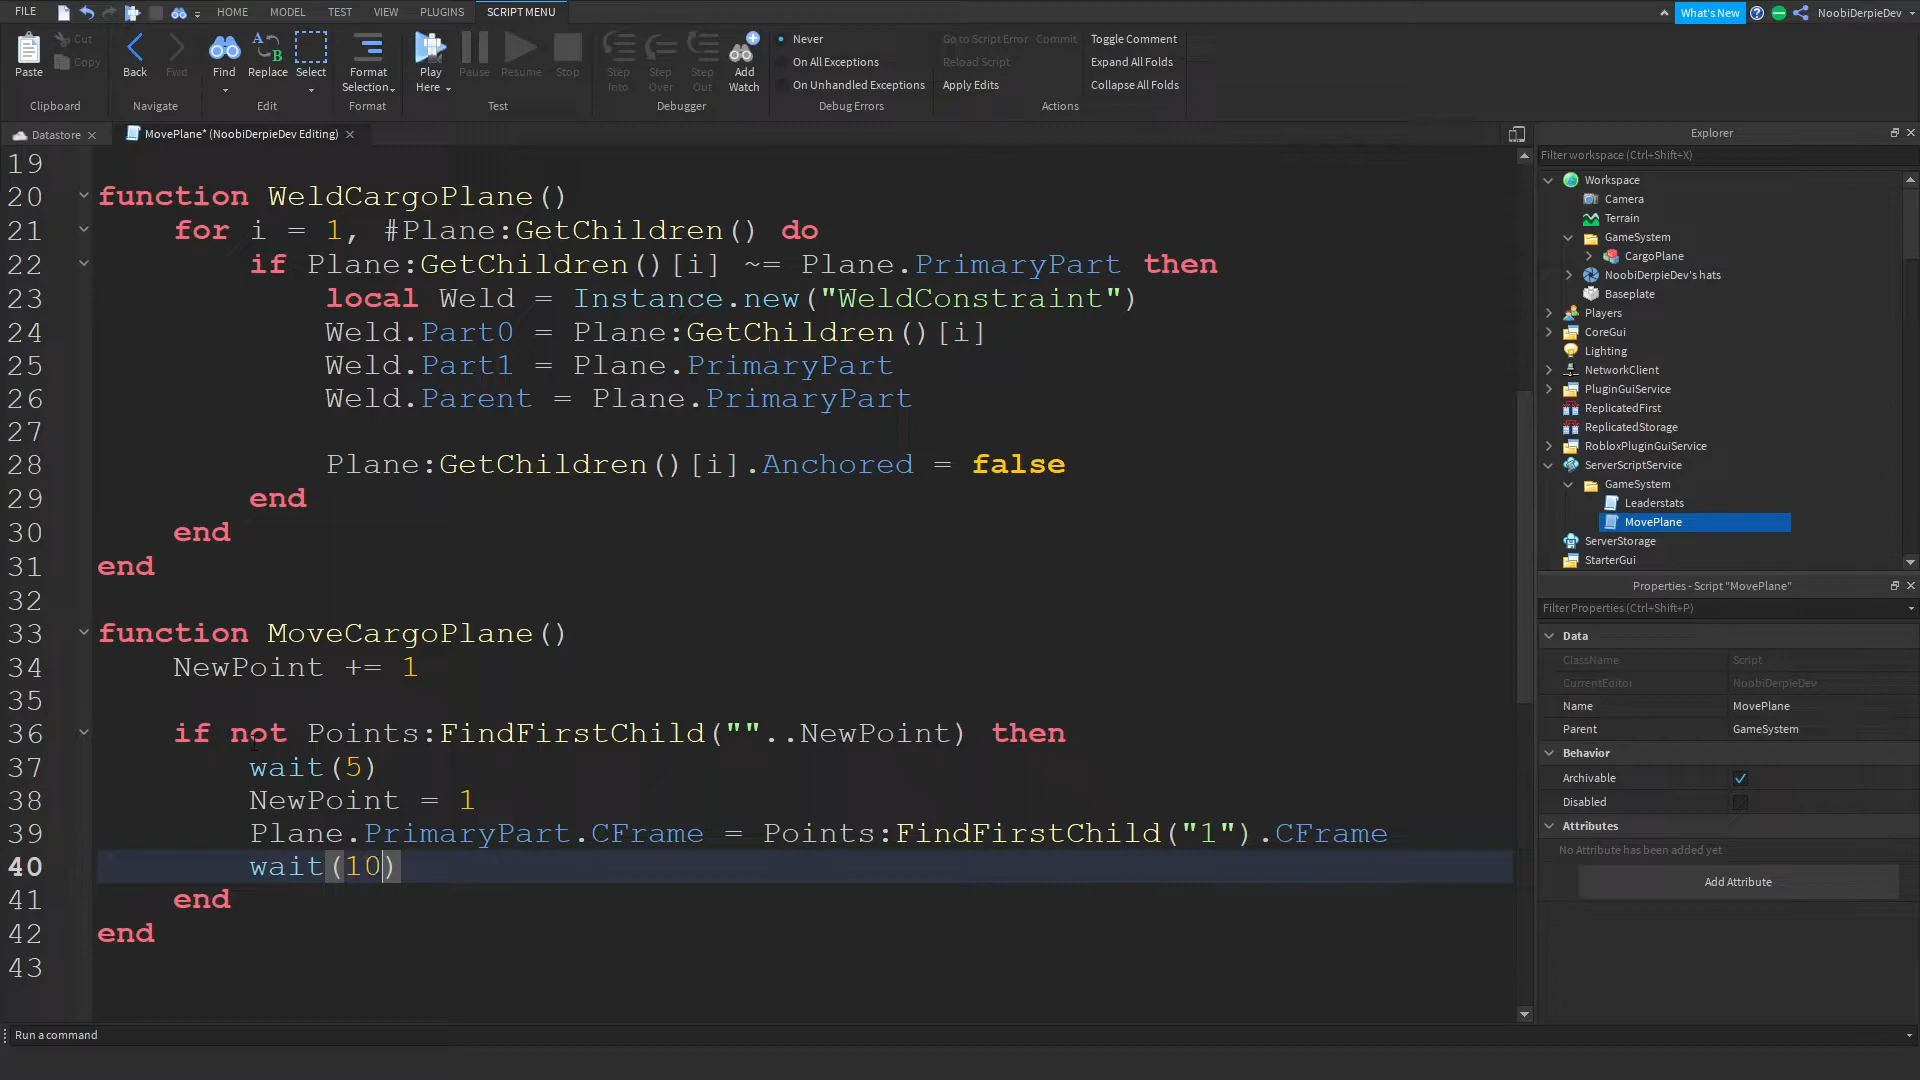 FILE HOME MODEL TEST VIEW PLUGINS SCRIPT MENU What's New NoobiDerpieDev
Paste Cut Copy Back Fwd Find Replace Select Format Selection Play Here Pause Resume Stop Step Into Step Over Step Out Add Watch
Never Go to Script Error Commit Toggle Comment
On All Exceptions Reload Script Expand All Folds
On Unhandled Exceptions Apply Edits Collapse All Folds
Clipboard Navigate Edit Format Test Debugger Debug Errors Actions
Datastore MovePlane* (NoobiDerpieDev Editing)
19
20 function WeldCargoPlane()
21 for i = 1, #Plane:GetChildren() do
22 if Plane:GetChildren()[i] ~= Plane.PrimaryPart then
23 local Weld = Instance.new("WeldConstraint")
24 Weld.Part0 = Plane:GetChildren()[i]
25 Weld.Part1 = Plane.PrimaryPart
26 Weld.Parent = Plane.PrimaryPart
27
28 Plane:GetChildren()[i].Anchored = false
29 end
30 end
31 end
32
33 function MoveCargoPlane()
34 NewPoint += 1
35
36 if not Points:FindFirstChild(""..NewPoint) then
37 wait(5)
38 NewPoint = 1
39 Plane.PrimaryPart.CFrame = Points:FindFirstChild("1").CFrame
40 wait(10)
41 end
42 end
43
Run a command
Explorer
Filter workspace (Ctrl+Shift+X)
Workspace
Camera
Terrain
GameSystem
CargoPlane
NoobiDerpieDev's hats
Baseplate
Players
CoreGui
Lighting
NetworkClient
PluginGuiService
ReplicatedFirst
ReplicatedStorage
RobloxPluginGuiService
ServerScriptService
GameSystem
Leaderstats
MovePlane
ServerStorage
StarterGui
Properties - Script "MovePlane"
Filter Properties (Ctrl+Shift+P)
Data
ClassName Script
CurrentEditor NoobiDerpieDev
Name MovePlane
Parent GameSystem
Behavior
Archivable
Disabled
Attributes
No Attribute has been added yet
Add Attribute